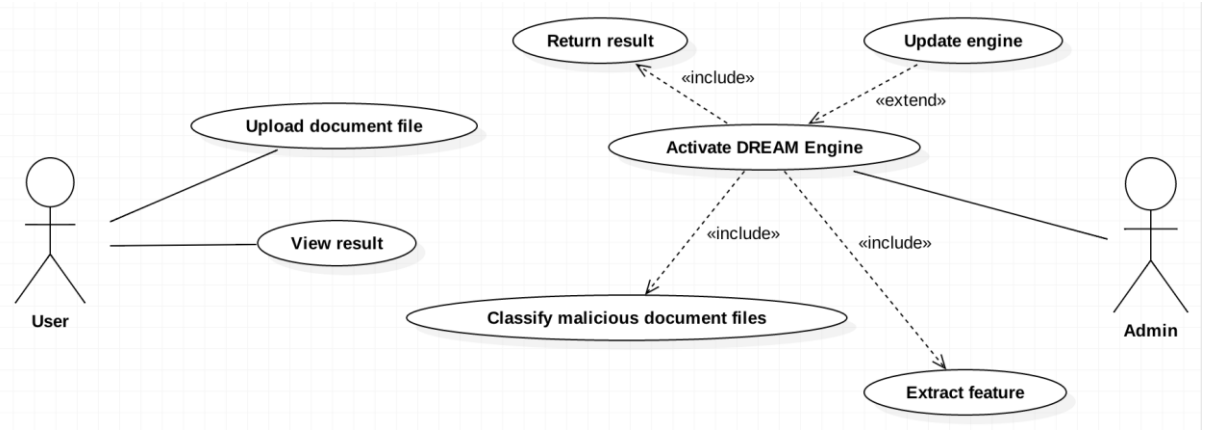 Return result
Update engine
«include»
«extend»
Upload document file
Activate DREAM Engine
View result
«include»
«include»
Classify malicious document files
User
Admin
Extract feature